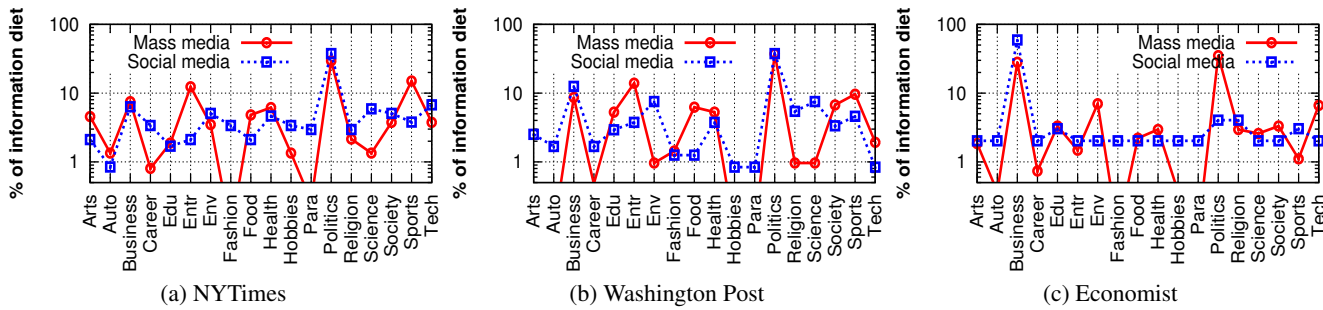 % of information diet
100
10
1
Mass media
Social media
Arts
Auto
Business
Career
Edu
Entr
Env
Fashion
Food
Health
Hobbies
Para
Politics
Religion
Science
Society
Sports
Tech
(a) NYTimes
% of information diet
100
10
1
Mass media
Social media
Arts
Auto
Business
Career
Edu
Entr
Env
Fashion
Food
Health
Hobbies
Para
Politics
Religion
Science
Society
Sports
Tech
(b) Washington Post
% of information diet
100
10
1
Mass media
Social media
Arts
Auto
Business
Career
Edu
Entr
Env
Fashion
Food
Health
Hobbies
Para
Politics
Religion
Science
Society
Sports
Tech
(c) Economist